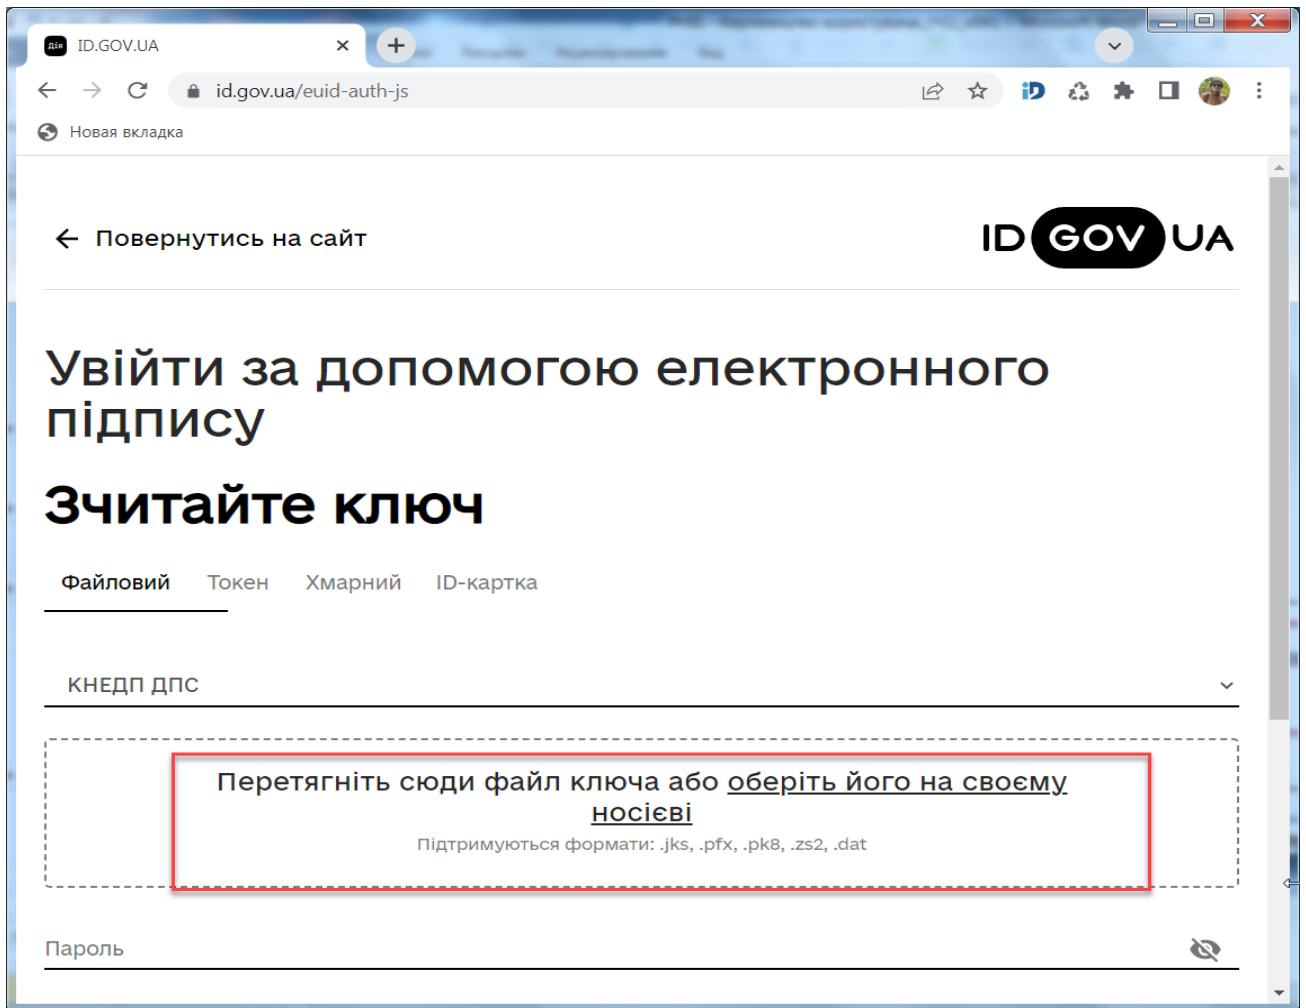 Дія ID.GOV.UA
id.gov.ua/euid-auth-js
Новая вкладка
Повернутись на сайт
ID GOV UA
Увійти за допомогою електронного
підпису
Зчитайте ключ
Файловий Токен Хмарний ID-картка
КНЕДП ДПС
Перетягніть сюди файл ключа або оберіть його на своєму
носієві
Підтримуються формати: .jks, .pfx, .pk8, .zs2, .dat
Пароль